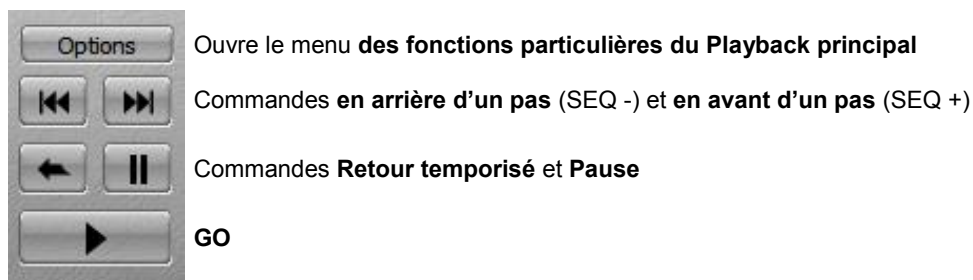 Options Ouvre le menu des fonctions particulières du Playback principal
Commandes en arrière d’un pas (SEQ -) et en avant d’un pas (SEQ +)
Commandes Retour temporisé et Pause
GO